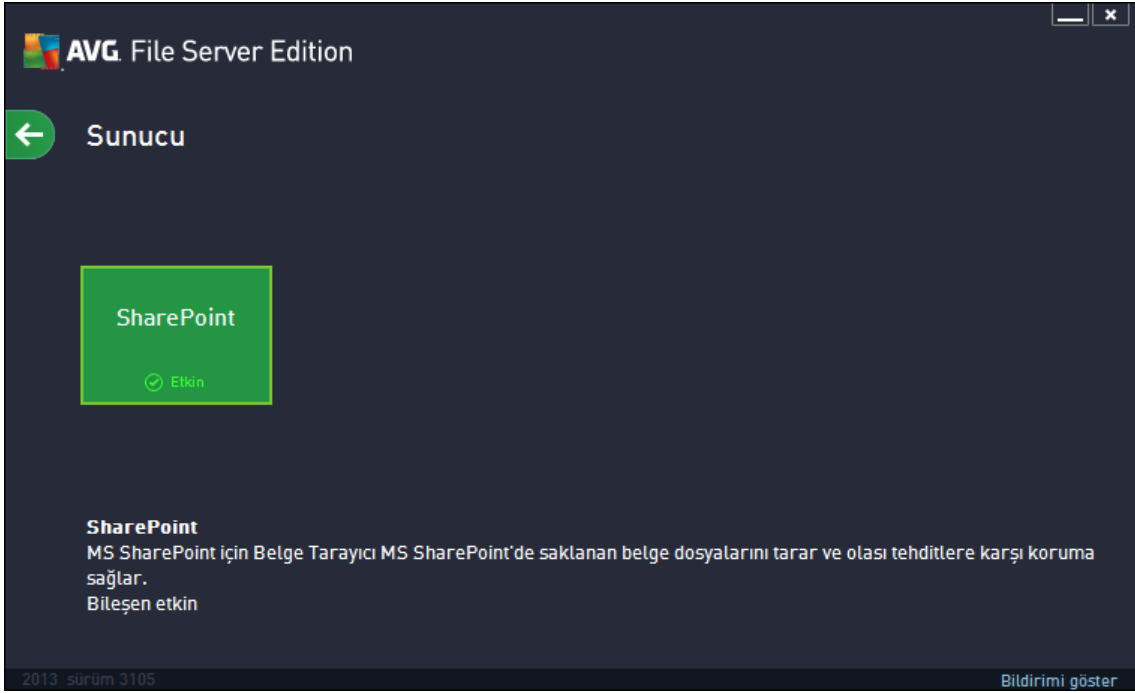 AVG. File Server Edition
Sunucu
SharePoint
Etkin
SharePoint
MS SharePoint için Belge Tarayıcı MS SharePoint'de saklanan belge dosyalarını tarar ve olası tehditlere karşı koruma
sağlar.
Bileşen etkin
2013 sürüm 3105
Bildirimi göster